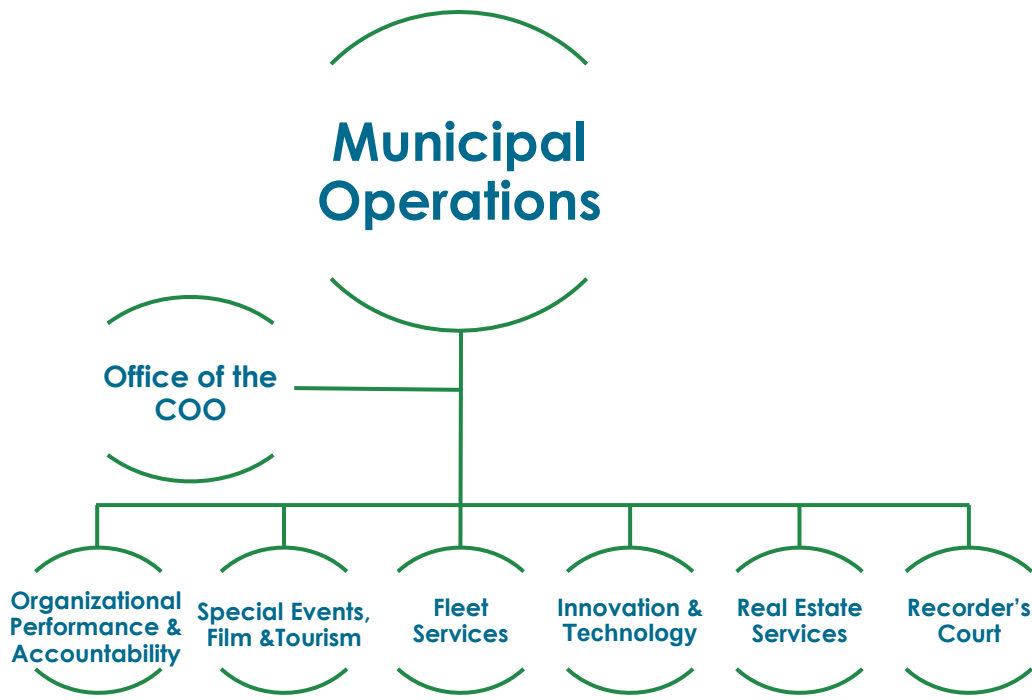 Municipal
Operations
Office of the
COO
Organizational
Performance &
Accountability
Special Events,
Film &Tourism
Fleet
Services
Innovation &
Technology
Real Estate
Services
Recorder’s
Court